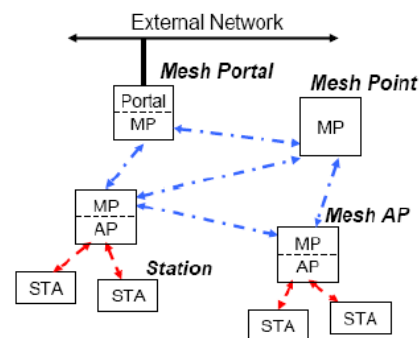 External Network
Mesh Portal
Mesh Point
Portal
MP
MP
MP
AP
Mesh AP
MP
AP
Station
STA
STA
STA
STA